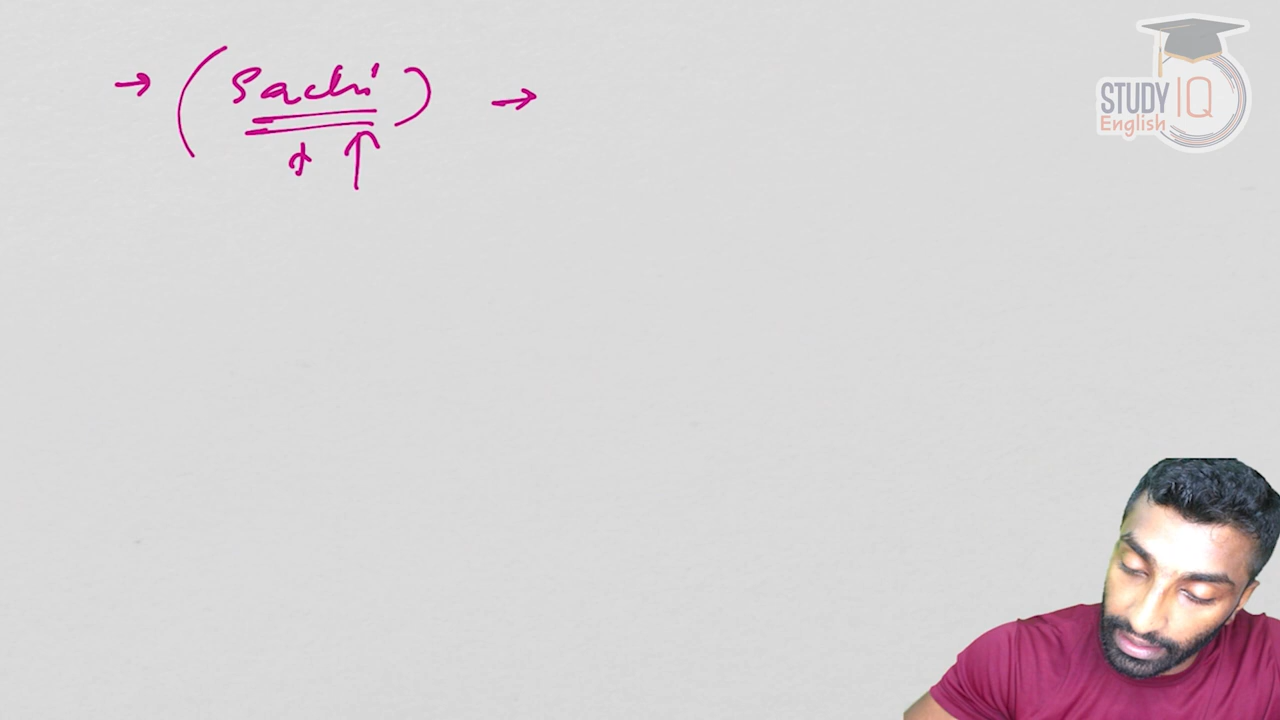 → (Sachi) →
STUDY IQ
English